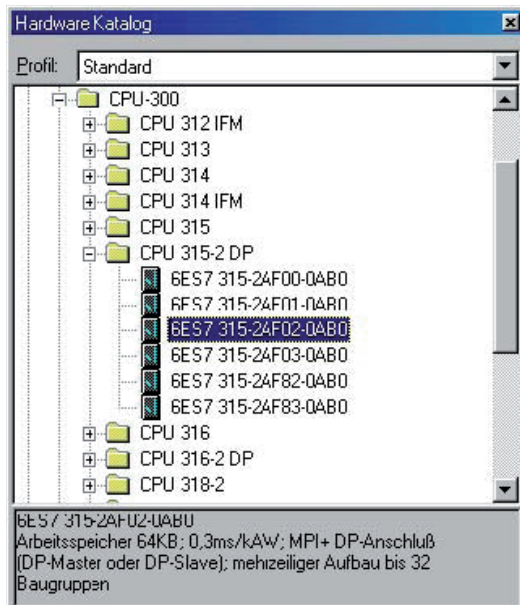 Hardware Katalog
Profil: Standard
CPU-300
CPU 312 IFM
CPU 313
CPU 314
CPU 314 IFM
CPU 315
CPU 315-2 DP
6ES7 315-2AF00-0AB0
6ES7 315-2AF01-0AB0
6ES7 315-2AF02-0AB0
6ES7 315-2AF03-0AB0
6ES7 315-2AF82-0AB0
6ES7 315-2AF83-0AB0
CPU 316
CPU 316-2 DP
CPU 318-2
6ES7 315-2AF02-0AB0
Arbeitsspeicher 64KB; 0,3ms/kAW; MPI+ DP-Anschluß
(DP-Master oder DP-Slave); mehrzeiliger Aufbau bis 32
Baugruppen